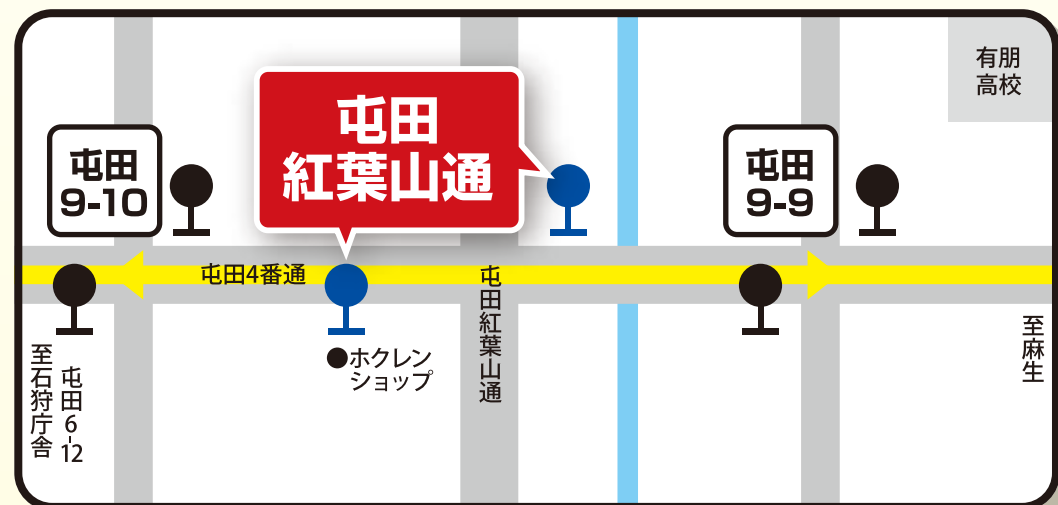 有朋
高校
屯田
紅葉山通
屯田
9-10
屯田
9-9
屯田4番通
屯田紅葉山通
●ホクレン
ショップ
至麻生
屯田6-12
至石狩庁舎